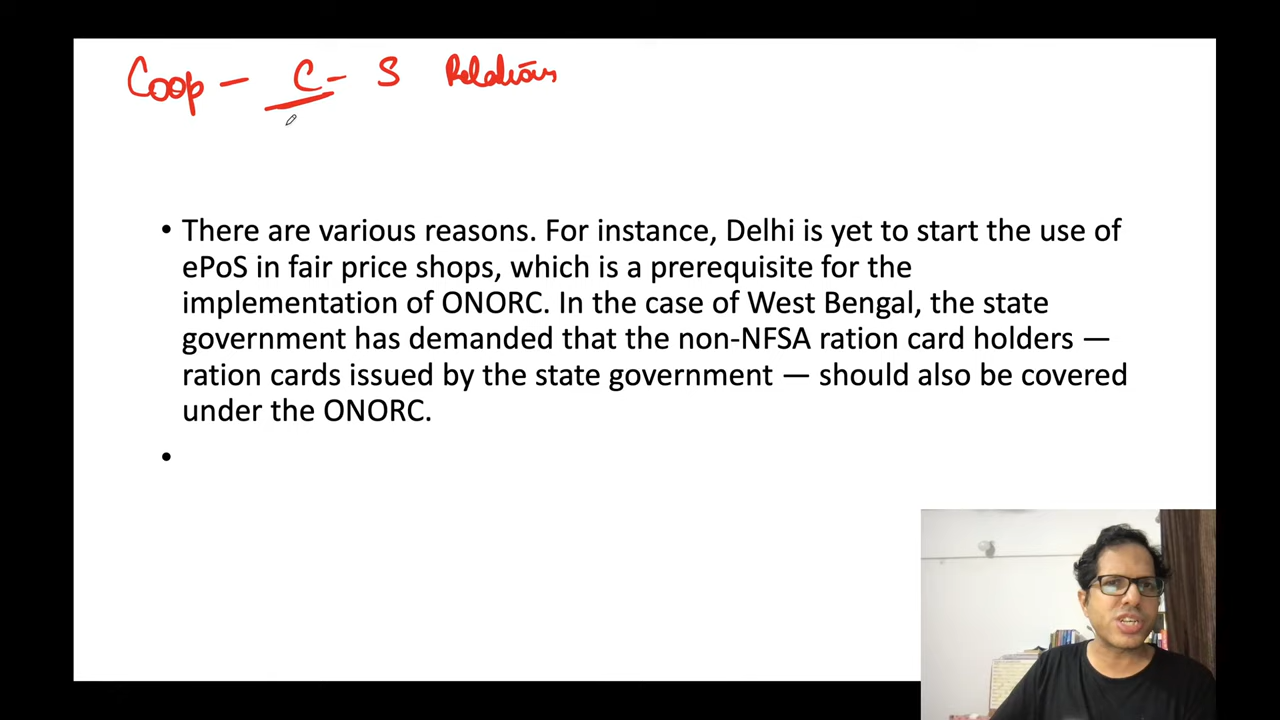 Coop - C - S Relations
• There are various reasons. For instance, Delhi is yet to start the use of
ePoS in fair price shops, which is a prerequisite for the
implementation of ONORC. In the case of West Bengal, the state
government has demanded that the non-NFSA ration card holders —
ration cards issued by the state government — should also be covered
under the ONORC.
•